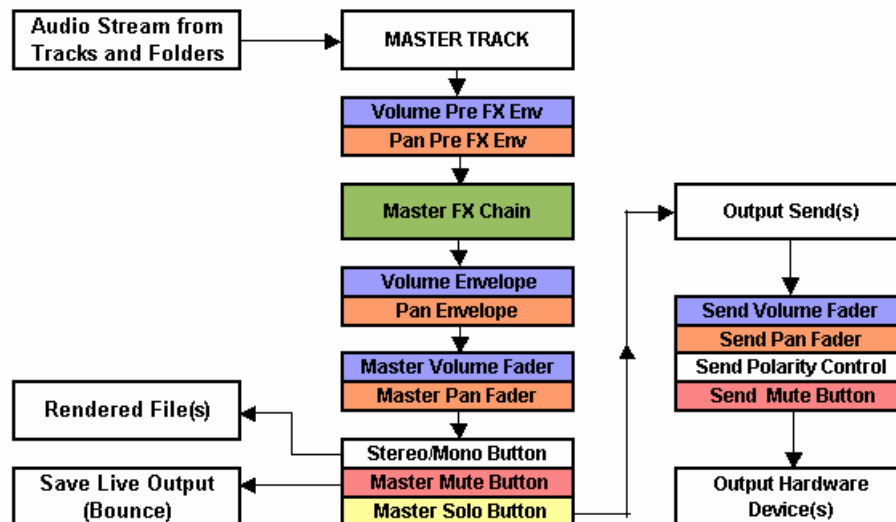 Audio Stream from
Tracks and Folders
MASTER TRACK
Volume Pre FX Env
Pan Pre FX Env
Master FX Chain
Output Send(s)
Volume Envelope
Pan Envelope
Send Volume Fader
Send Pan Fader
Send Polarity Control
Send Mute Button
Master Volume Fader
Master Pan Fader
Rendered File(s)
Stereo/Mono Button
Master Mute Button
Master Solo Button
Save Live Output
(Bounce)
Output Hardware
Device(s)